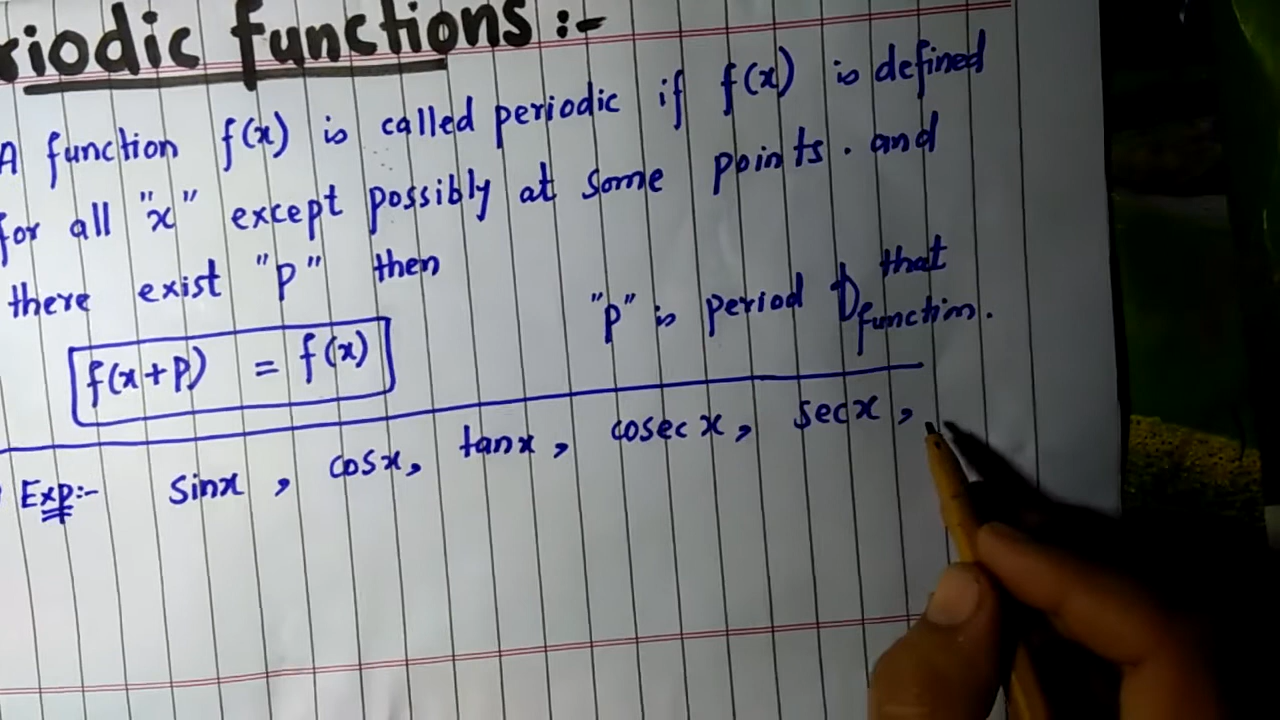 riodic functions :-
A function f(x) is called periodic if f(x) is defined
for all "x" except possibly at some points. and
there exist "p" then
"p" is period of that function.
f(x+p) = f(x)
Exp:- sinx, cosx, tanx, cosec x, secx,